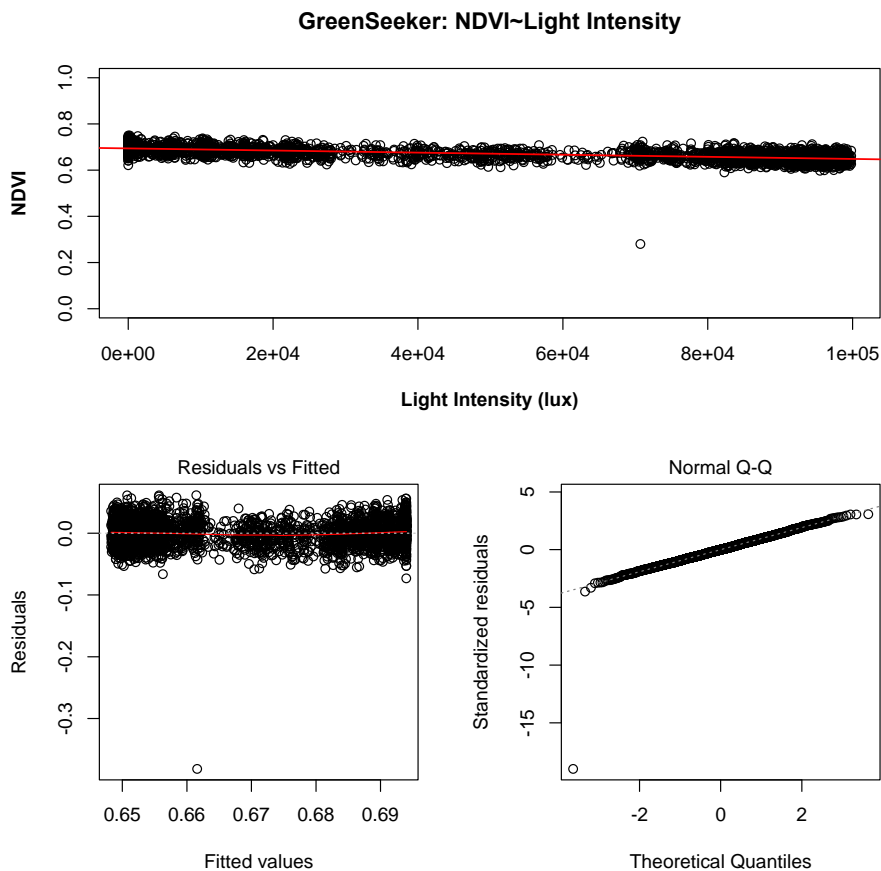 GreenSeeker: NDVI~Light Intensity
1.0
0.8
0.6
0.4
0.2
0.0
NDVI
0e+00 2e+04 4e+04 6e+04 8e+04 1e+05
Light Intensity (lux)
Residuals vs Fitted
0.0
-0.1
-0.2
-0.3
Residuals
0.65 0.66 0.67 0.68 0.69
Fitted values
Normal Q-Q
5
0
-5
-10
-15
Standardized residuals
-2 0 2
Theoretical Quantiles